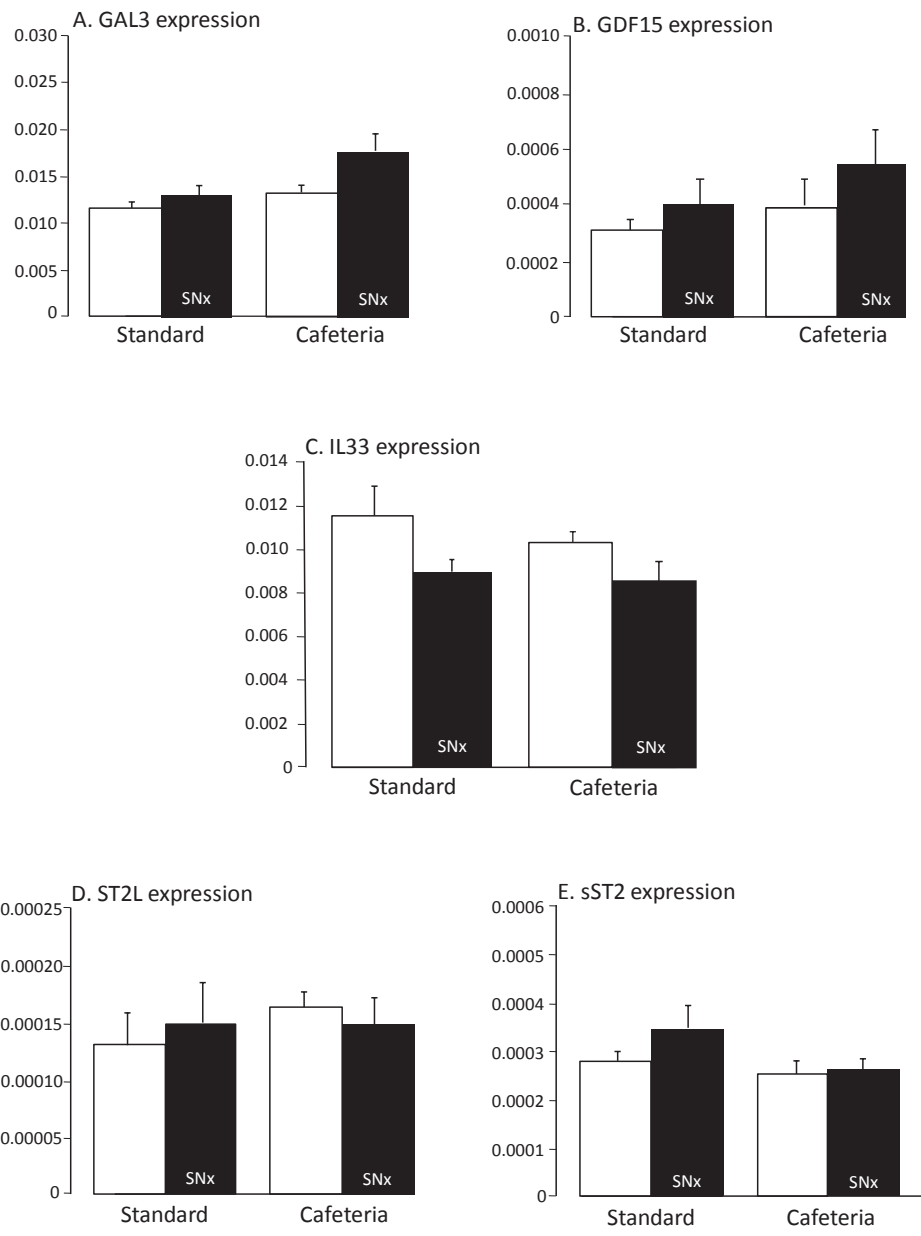 A. GAL3 expression
0.030
0.025
0.020
0.015
0.010
0.005
0
SNx
SNx
Standard
Cafeteria
B. GDF15 expression
0.0010
0.0008
0.0006
0.0004
0.0002
0
SNx
SNx
Standard
Cafeteria
C. IL33 expression
0.014
0.012
0.010
0.008
0.006
0.004
0.002
0
SNx
SNx
Standard
Cafeteria
D. ST2L expression
0.00025
0.00020
0.00015
0.00010
0.00005
0
SNx
SNx
Standard
Cafeteria
E. sST2 expression
0.0006
0.0005
0.0004
0.0003
0.0002
0.0001
0
SNx
SNx
Standard
Cafeteria